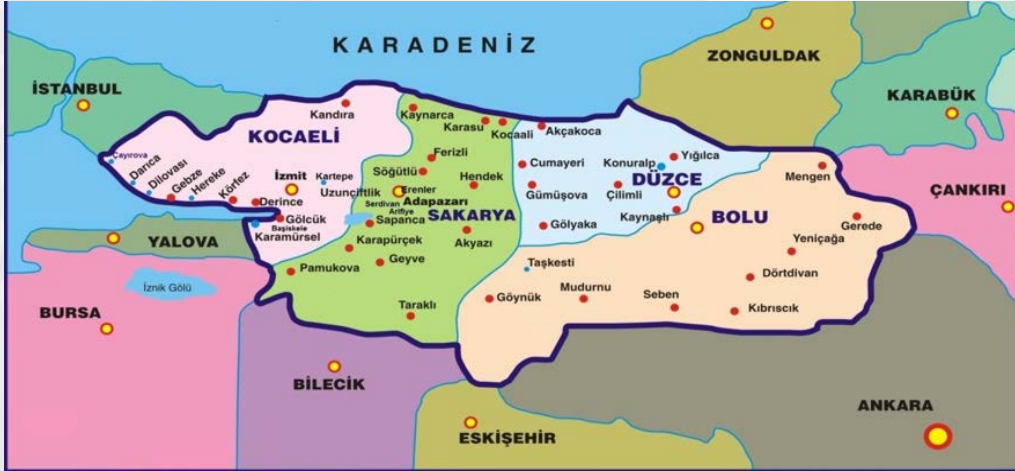 KARADENİZ
ZONGULDAK
İSTANBUL
KARABÜK
Kandıra
Kaynarca
KOCAELİ
Karasu
Kocaali
Akçakoca
Çayırova
Darıca
Dilovası
Gebze
Hereke
Körfez
Derince
İzmit
Kartepe
Uzunçiftlik
Gölcük
Başiskele
Karamürsel
Ferizli
Söğütlü
Hendek
Erenler
Adapazarı
Serdivan
Arifiye
SAKARYA
Sapanca
Karapürçek
Akyazı
Geyve
Pamukova
Taraklı
Cumayeri
Konuralp
Yığılca
DÜZCE
Gümüşova
Çilimli
Kaynaşlı
Gölyaka
Mengen
BOLU
Gerede
Yeniçağa
Dörtdivan
Taşkesti
Göynük
Mudurnu
Seben
Kıbrıscık
ÇANKIRI
YALOVA
İznik Gölü
BURSA
BİLECİK
ESKİŞEHİR
ANKARA